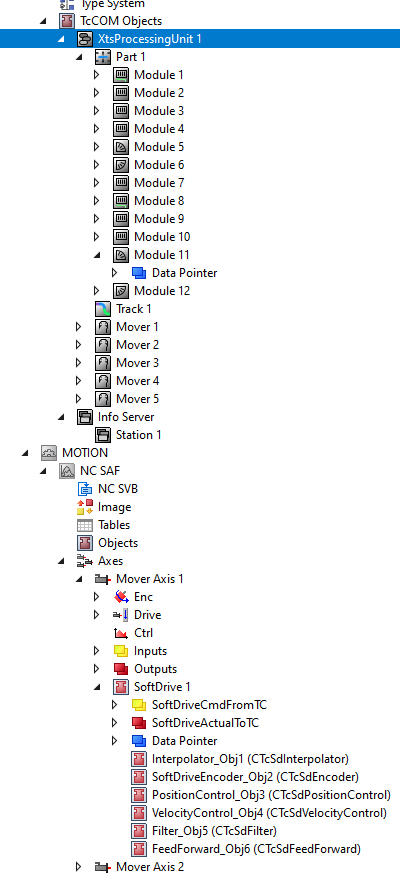 Type System
TcCOM Objects
XtsProcessingUnit 1
Part 1
Module 1
Module 2
Module 3
Module 4
Module 5
Module 6
Module 7
Module 8
Module 9
Module 10
Module 11
Data Pointer
Module 12
Track 1
Mover 1
Mover 2
Mover 3
Mover 4
Mover 5
Info Server
Station 1
MOTION
NC SAF
NC SVB
Image
Tables
Objects
Axes
Mover Axis 1
Enc
Drive
Ctrl
Inputs
Outputs
SoftDrive 1
SoftDriveCmdFromTC
SoftDriveActualToTC
Data Pointer
Interpolator_Obj1 (CTcSdInterpolator)
SoftDriveEncoder_Obj2 (CTcSdEncoder)
PositionControl_Obj3 (CTcSdPositionControl)
VelocityControl_Obj4 (CTcSdVelocityControl)
Filter_Obj5 (CTcSdFilter)
FeedForward_Obj6 (CTcSdFeedForward)
Mover Axis 2